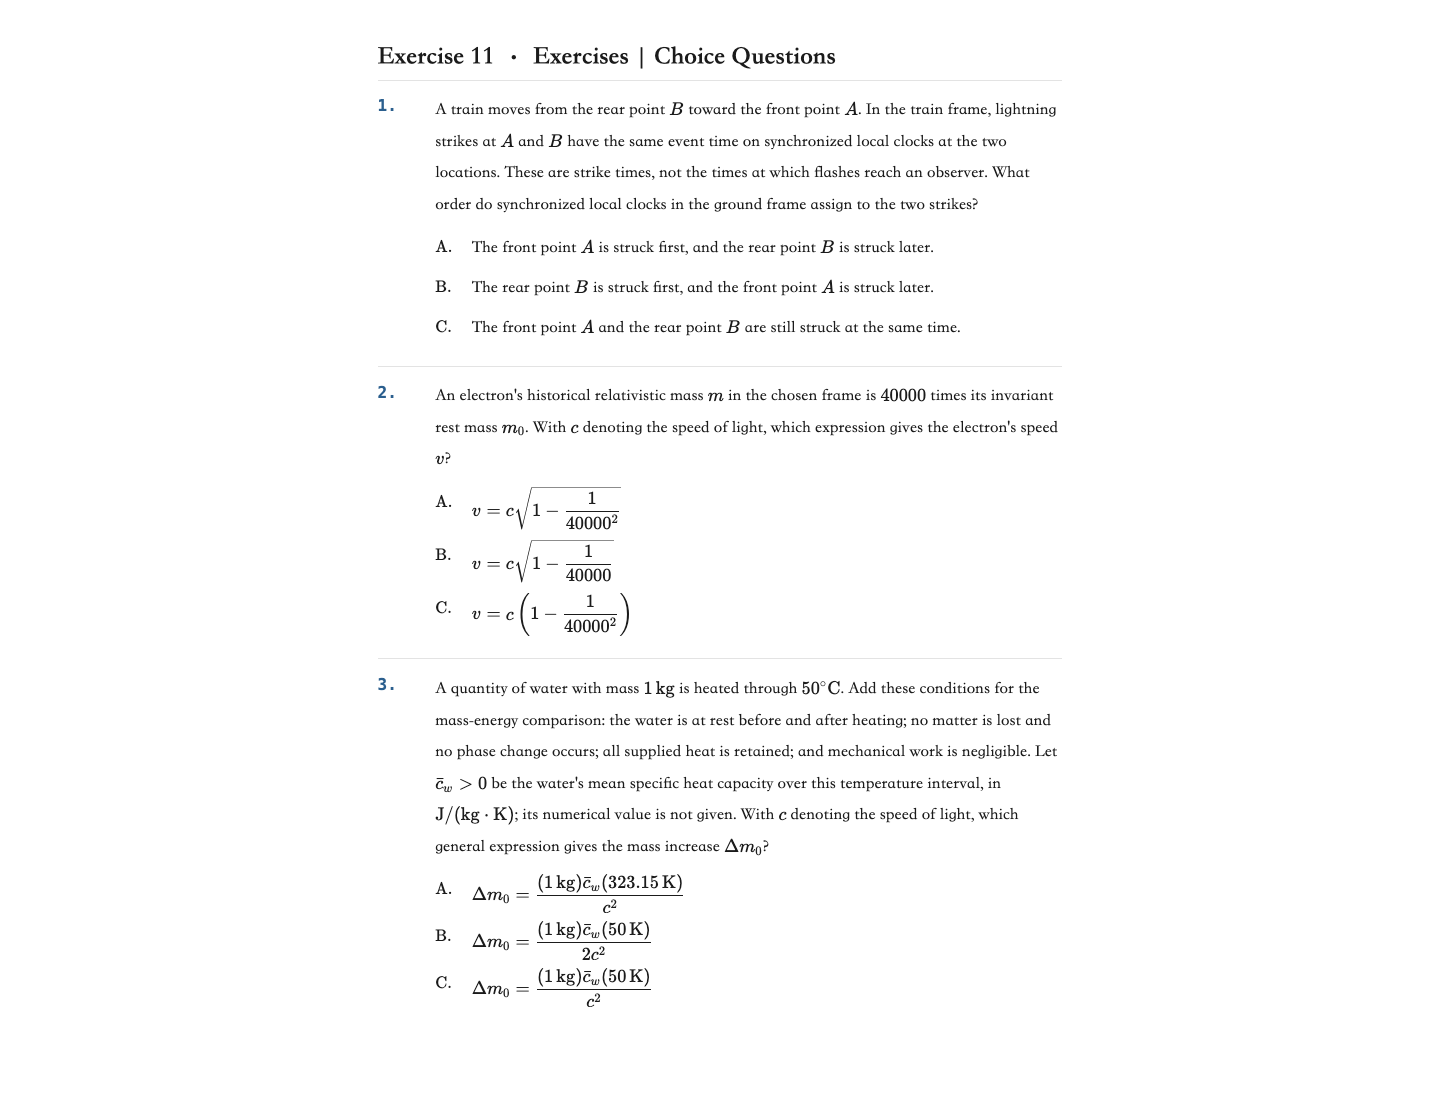 Exercise 11 • Exercises | Choice Questions
1. A train moves from the rear point B toward the front point A. In the train frame, lightning
strikes at A and B have the same event time on synchronized local clocks at the two
locations. These are strike times, not the times at which flashes reach an observer. What
order do synchronized local clocks in the ground frame assign to the two strikes?
A. The front point A is struck first, and the rear point B is struck later.
B. The rear point B is struck first, and the front point A is struck later.
C. The front point A and the rear point B are still struck at the same time.
2. An electron's historical relativistic mass m in the chosen frame is 40000 times its invariant
rest mass m₀. With c denoting the speed of light, which expression gives the electron's speed
v?
A. v = c√(1 − 1/40000²)
B. v = c√(1 − 1/40000)
C. v = c(1 − 1/40000²)
3. A quantity of water with mass 1 kg is heated through 50°C. Add these conditions for the
mass-energy comparison: the water is at rest before and after heating; no matter is lost and
no phase change occurs; all supplied heat is retained; and mechanical work is negligible. Let
c̄_w > 0 be the water's mean specific heat capacity over this temperature interval, in
J/(kg · K); its numerical value is not given. With c denoting the speed of light, which
general expression gives the mass increase Δm₀?
A. Δm₀ = (1 kg)c̄_w(323.15 K)/c²
B. Δm₀ = (1 kg)c̄_w(50 K)/2c²
C. Δm₀ = (1 kg)c̄_w(50 K)/c²